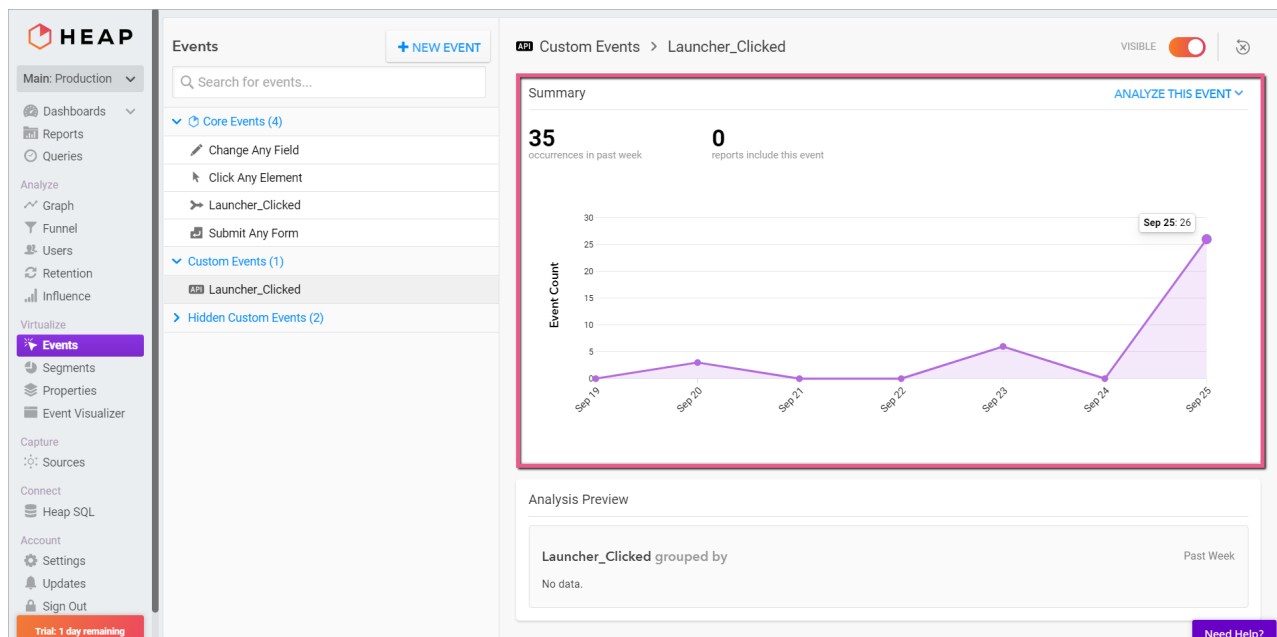 HEAP
Main: Production
Dashboards
Reports
Queries
Analyze
Graph
Funnel
Users
Retention
Influence
Virtualize
Events
Segments
Properties
Event Visualizer
Capture
Sources
Connect
Heap SQL
Account
Settings
Updates
Sign Out
Trial: 1 day remaining
Events
+ NEW EVENT
Search for events...
Core Events (4)
Change Any Field
Click Any Element
Launcher_Clicked
Submit Any Form
Custom Events (1)
API Launcher_Clicked
Hidden Custom Events (2)
API Custom Events > Launcher_Clicked
VISIBLE
Summary
ANALYZE THIS EVENT
35
occurrences in past week
0
reports include this event
Event Count
30
25
20
15
10
5
0
Sep 25: 26
Sep 19
Sep 20
Sep 21
Sep 22
Sep 23
Sep 24
Sep 25
Analysis Preview
Launcher_Clicked grouped by
Past Week
No data.
Need Help?